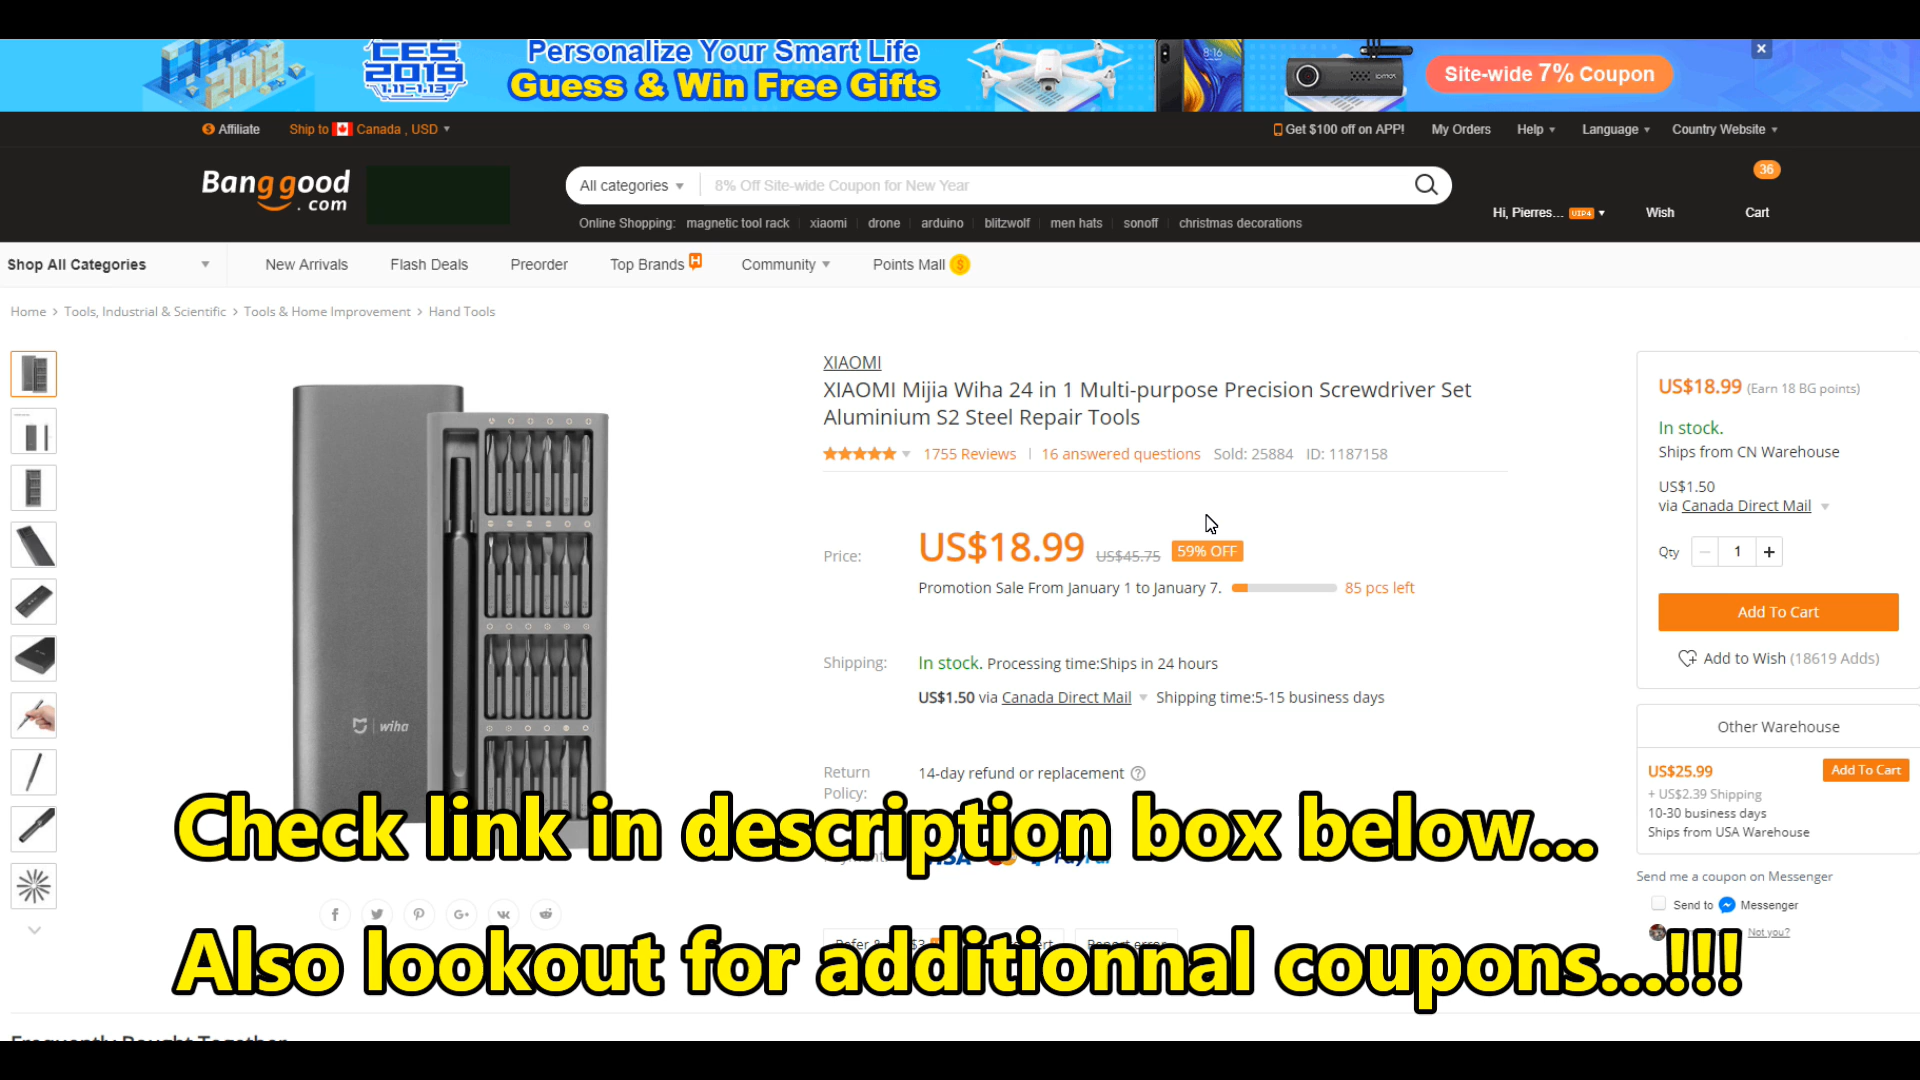 CES
2019
1.11-1.13
Personalize Your Smart Life
Guess & Win Free Gifts
8:16
Site-wide 7% Coupon
Affiliate
Ship to Canada , USD
Get $100 off on APP!
My Orders
Help
Language
Country Website
Banggood
.com
All categories
8% Off Site-wide Coupon for New Year
36
Hi, Pierres... VIP4
Wish
Cart
Online Shopping: magnetic tool rack xiaomi drone arduino blitzwolf men hats sonoff christmas decorations
Shop All Categories
New Arrivals
Flash Deals
Preorder
Top Brands H
Community
Points Mall $
Home > Tools, Industrial & Scientific > Tools & Home Improvement > Hand Tools
wiha
XIAOMI
XIAOMI Mijia Wiha 24 in 1 Multi-purpose Precision Screwdriver Set
Aluminium S2 Steel Repair Tools
1755 Reviews | 16 answered questions Sold: 25884 ID: 1187158
Price: US$18.99 US$45.75 59% OFF
Promotion Sale From January 1 to January 7. 85 pcs left
Shipping: In stock. Processing time:Ships in 24 hours
US$1.50 via Canada Direct Mail Shipping time:5-15 business days
Return
Policy:
14-day refund or replacement
US$18.99 (Earn 18 BG points)
In stock.
Ships from CN Warehouse
US$1.50
via Canada Direct Mail
Qty - 1 +
Add To Cart
Add to Wish (18619 Adds)
Other Warehouse
US$25.99 Add To Cart
+ US$2.39 Shipping
10-30 business days
Ships from USA Warehouse
Send me a coupon on Messenger
Send to Messenger
Not you?
Check link in description box below...
Also lookout for additionnal coupons...!!!
Frequently Bought Together